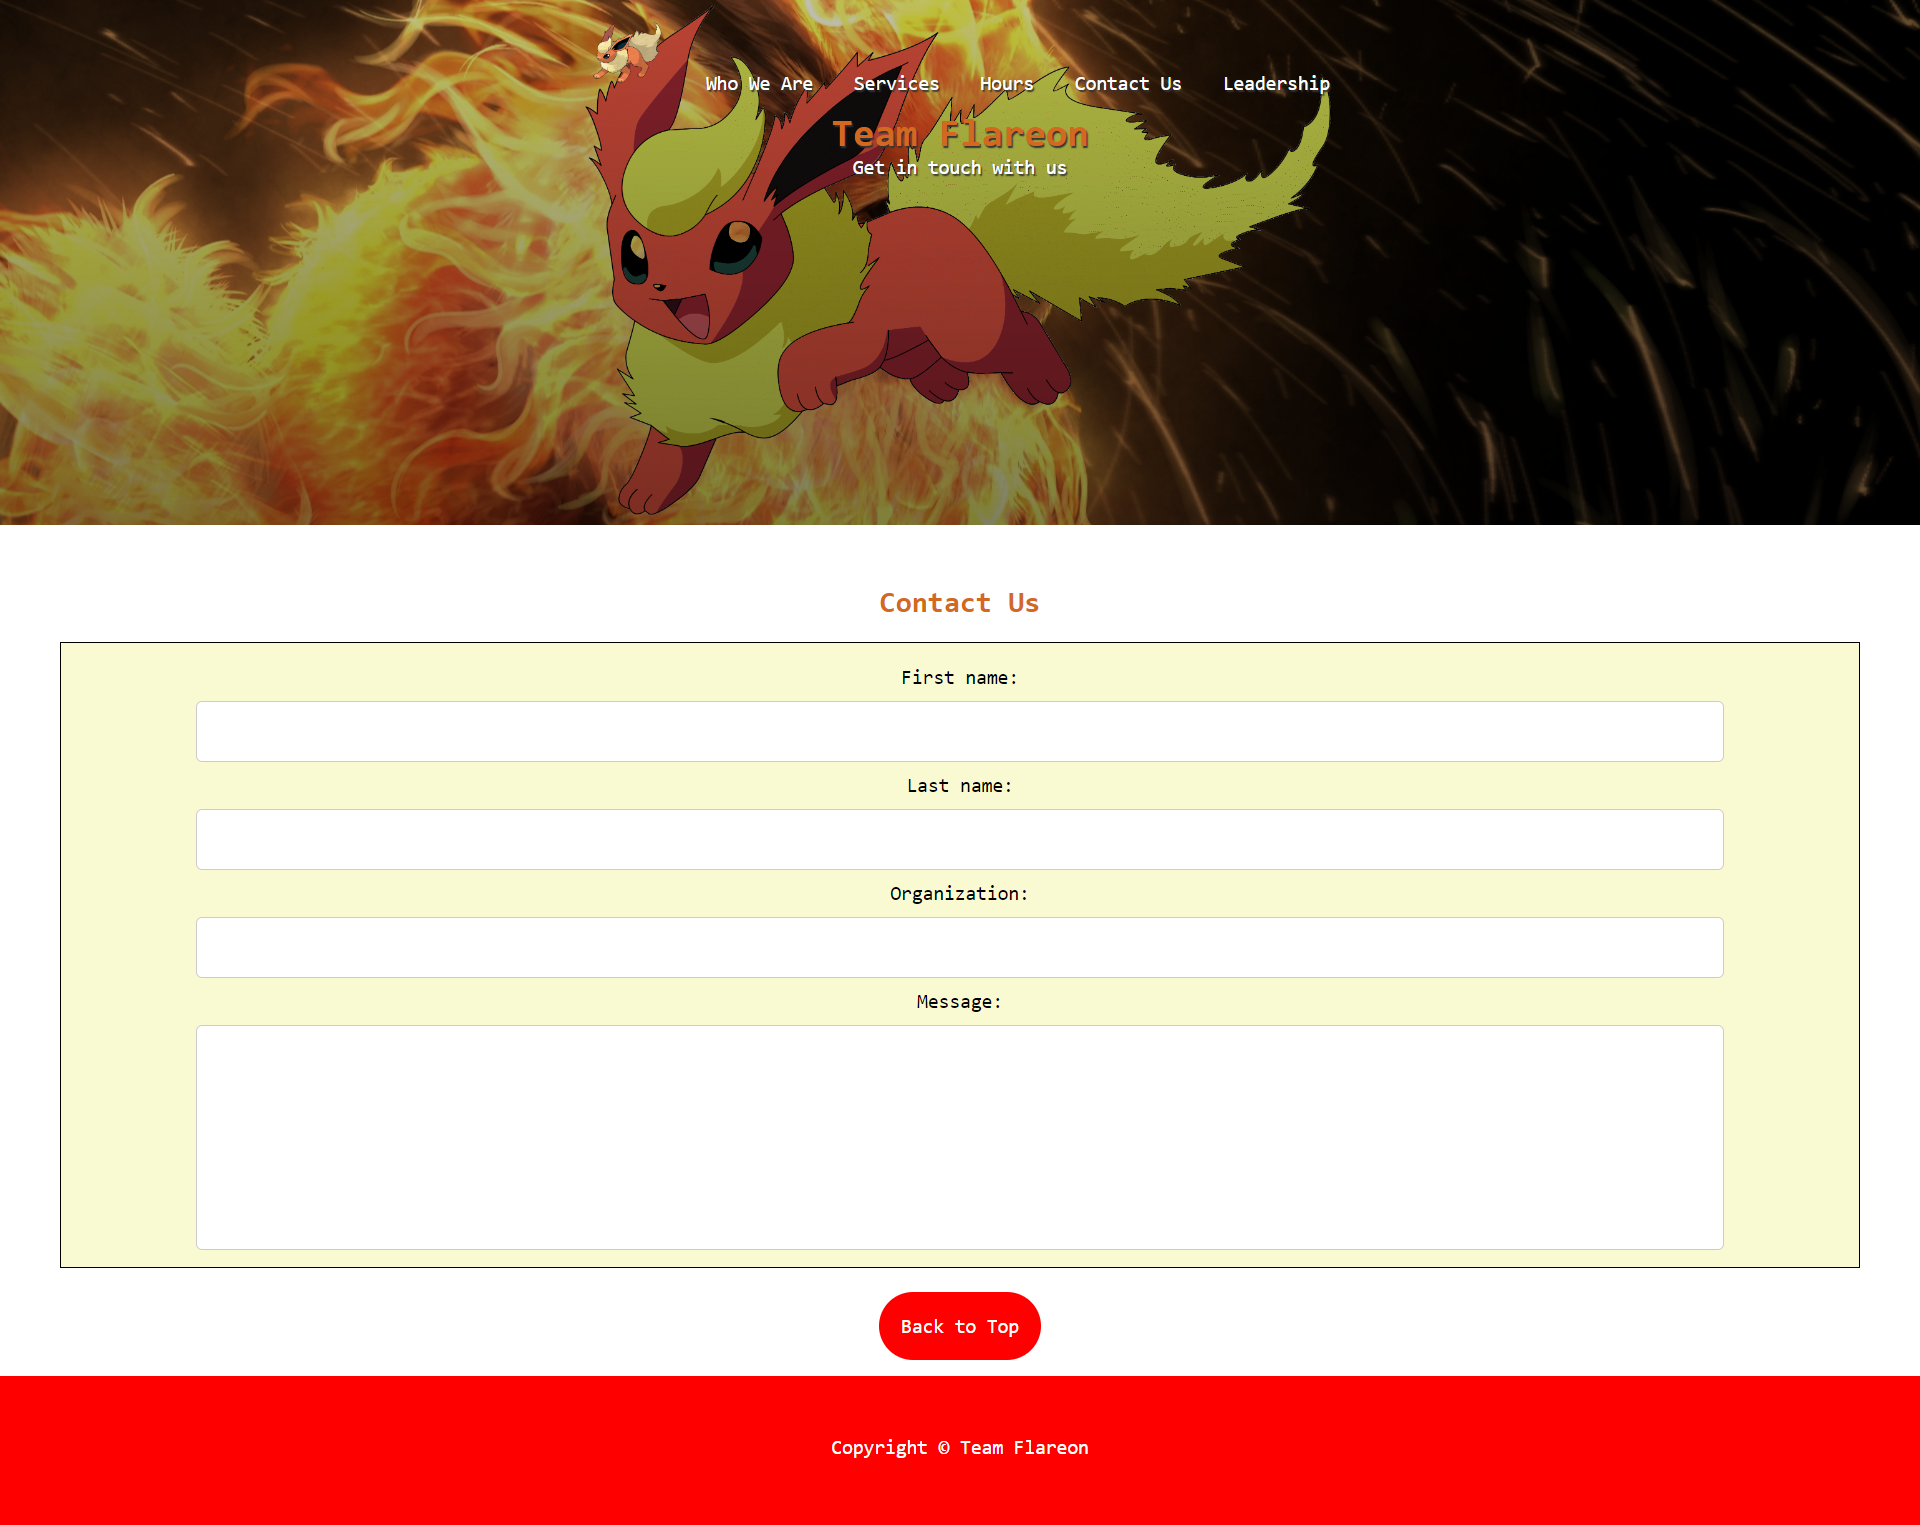 Who We Are Services Hours Contact Us Leadership
Team Flareon
Get in touch with us
Contact Us
First name:
Last name:
Organization:
Message:
Back to Top
Copyright © Team Flareon